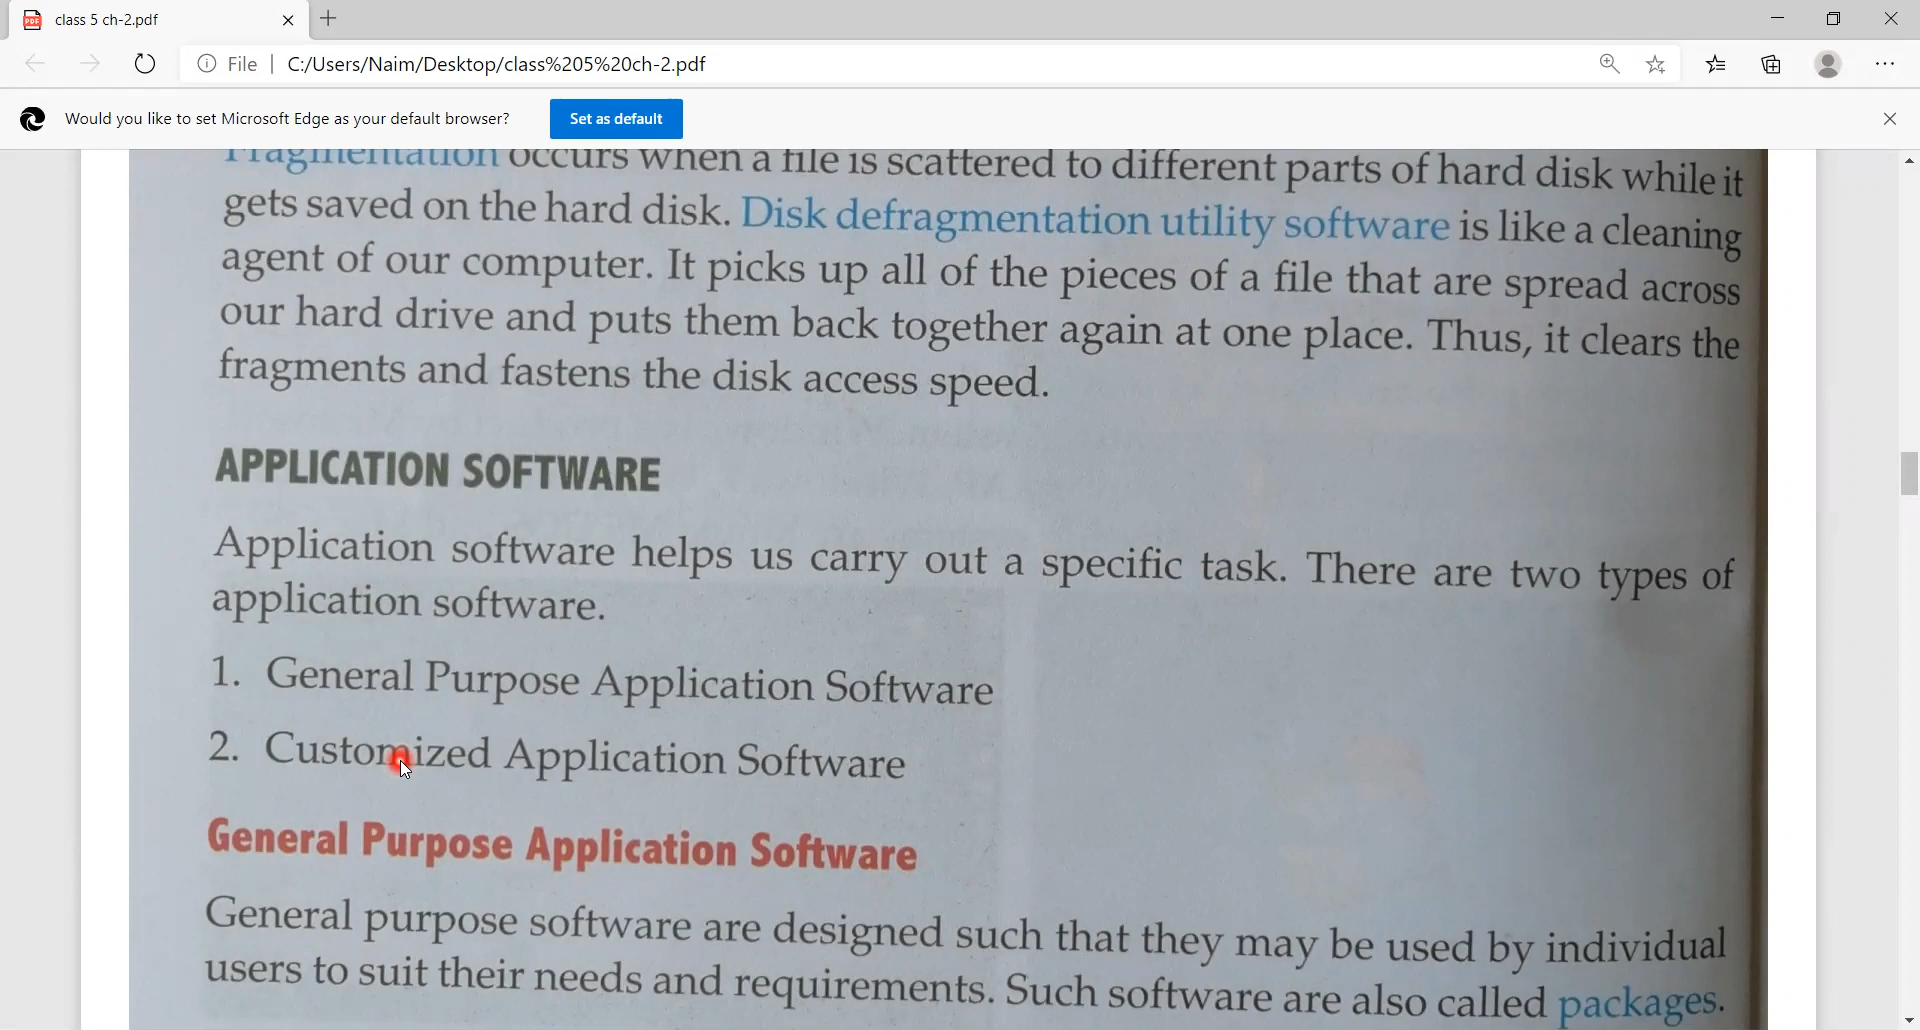 class 5 ch-2.pdf
File
C:/Users/Naim/Desktop/class%205%20ch-2.pdf
Would you like to set Microsoft Edge as your default browser?
Set as default
Fragmentation occurs when a file is scattered to different parts of hard disk while it
gets saved on the hard disk. Disk defragmentation utility software is like a cleaning
agent of our computer. It picks up all of the pieces of a file that are spread across
our hard drive and puts them back together again at one place. Thus, it clears the
fragments and fastens the disk access speed.
APPLICATION SOFTWARE
Application software helps us carry out a specific task. There are two types of
application software.
1. General Purpose Application Software
2. Customized Application Software
General Purpose Application Software
General purpose software are designed such that they may be used by individual
users to suit their needs and requirements. Such software are also called packages.